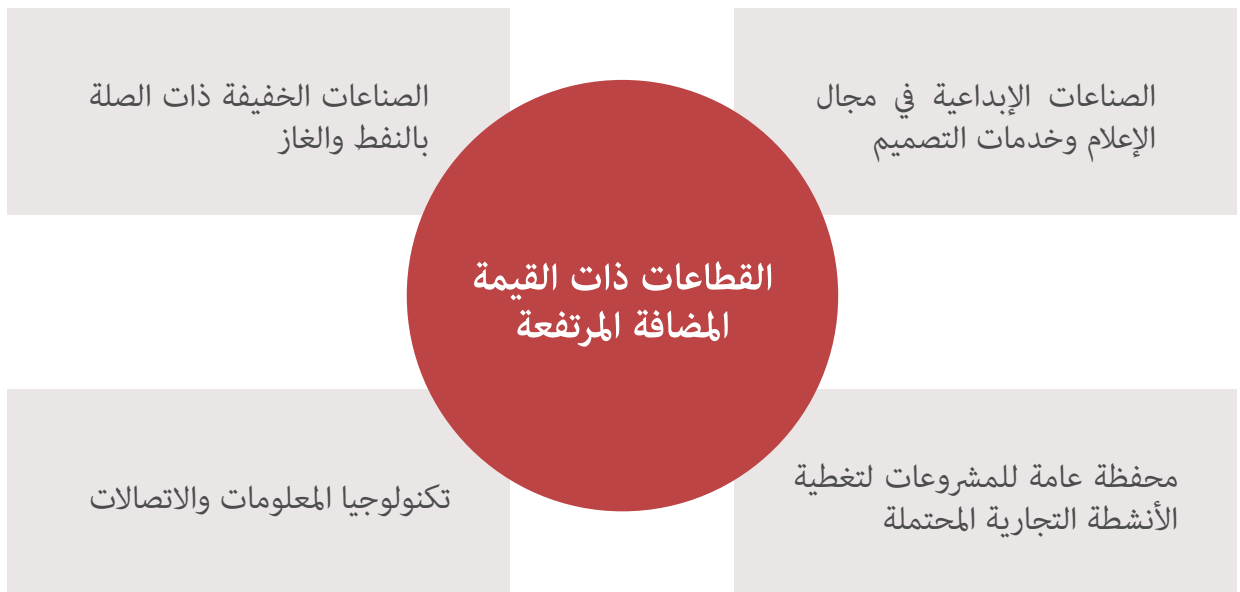 الصناعات الإبداعية في مجال
الإعلام وخدمات التصميم
الصناعات الخفيفة ذات الصلة
بالنفط والغاز
القطاعات ذات القيمة
المضافة المرتفعة
محفظة عامة للمشروعات لتغطية
الأنشطة التجارية المحتملة
تكنولوجيا المعلومات والاتصالات